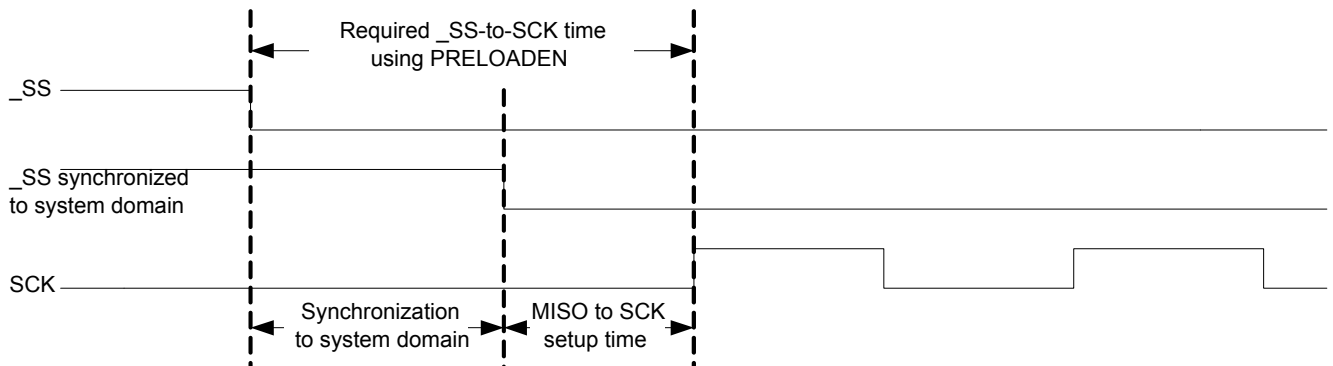 Required _SS-to-SCK time
using PRELOADEN
_SS
_SS synchronized
to system domain
SCK
Synchronization
to system domain
MISO to SCK
setup time